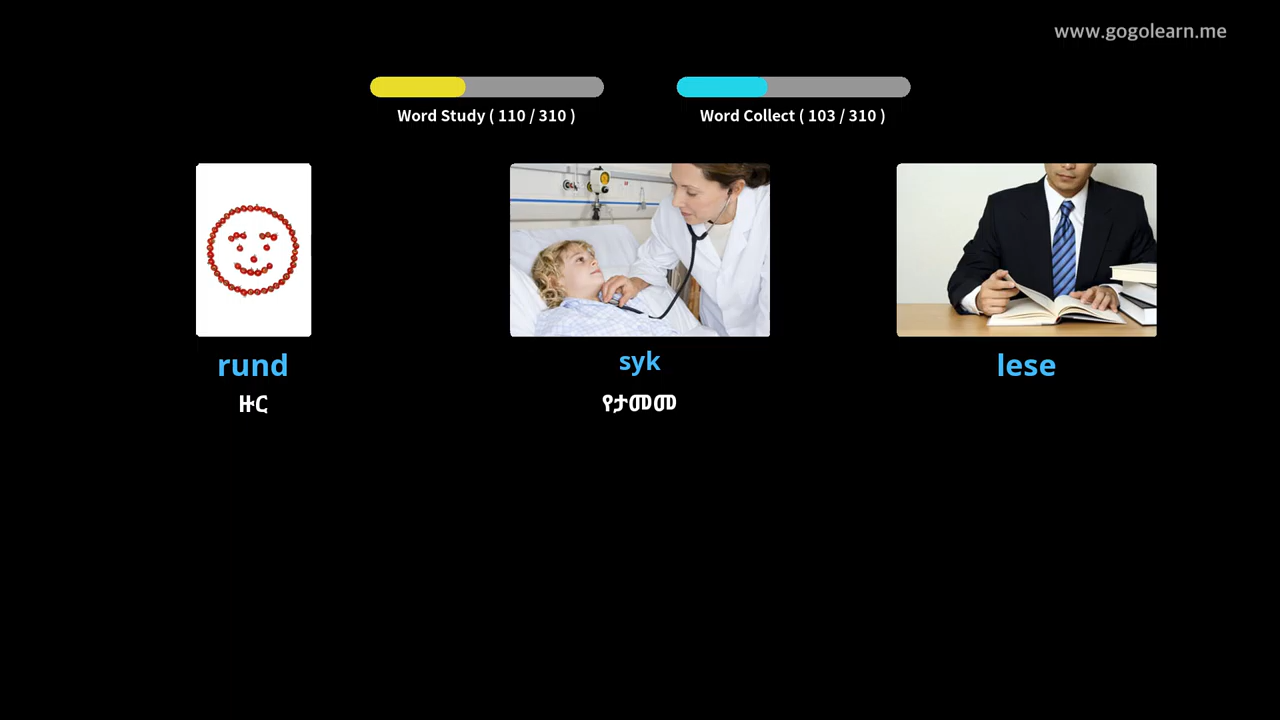 www.gogolearn.me
Word Study ( 110 / 310 )
Word Collect ( 103 / 310 )
rund
syk
lese
ዙር
የታመመ